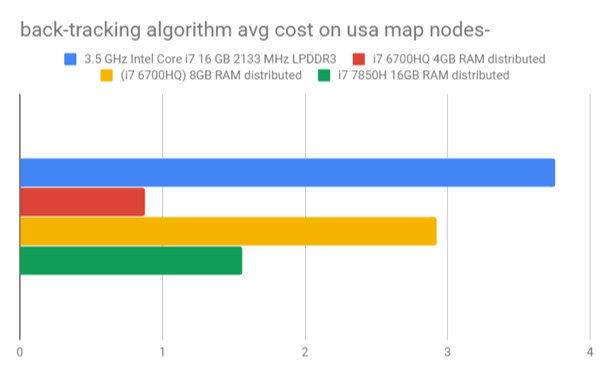 back-tracking algorithm avg cost on usa map nodes-
3.5 GHz Intel Core i7 16 GB 2133 MHz LPDDR3 i7 6700HQ 4GB RAM distributed
(i7 6700HQ) 8GB RAM distributed i7 7850H 16GB RAM distributed
0 1 2 3 4